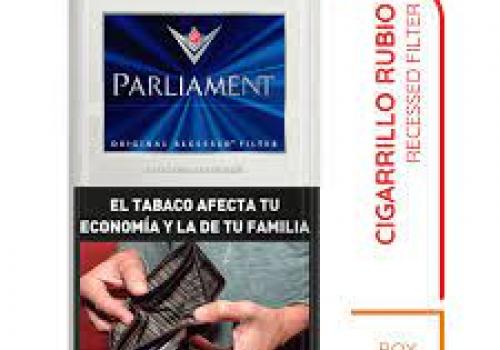 PARLIAMENT
ORIGINAL RECESSED FILTER
EL TABACO AFECTA TU
ECONOMÍA Y LA DE TU FAMILIA
CIGARRILLO RUBIO
RECESSED FILTER
BOX